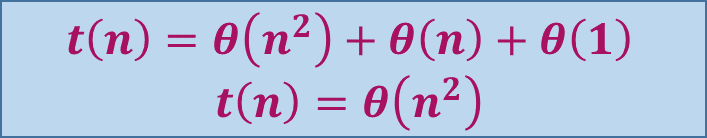 t(n) = θ(n²) + θ(n) + θ(1)
t(n) = θ(n²)